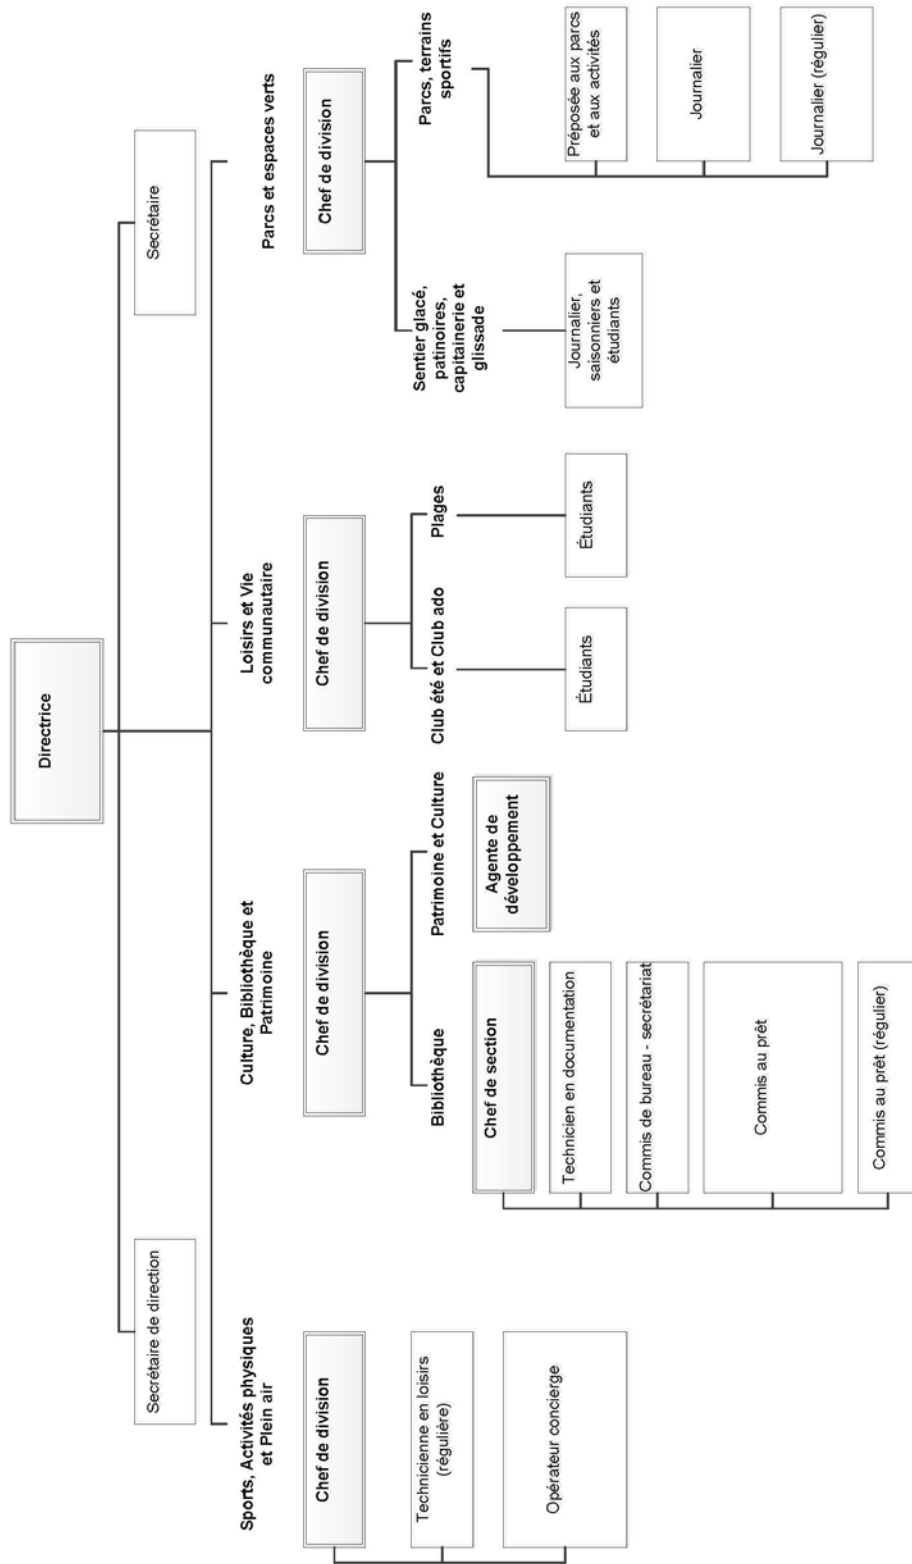 Directrice
Secrétaire de direction
Secrétaire
Sports, Activités physiques
et Plein air
Chef de division
Technicienne en loisirs
(régulière)
Opérateur concierge
Culture, Bibliothèque et
Patrimoine
Chef de division
Bibliothèque
Chef de section
Technicien en documentation
Commis de bureau - secrétariat
Commis au prêt
Commis au prêt (régulier)
Patrimoine et Culture
Agente de
développement
Loisirs et Vie
communautaire
Chef de division
Club été et Club ado
Étudiants
Plages
Étudiants
Parcs et espaces verts
Chef de division
Sentier glacé,
patinoires,
capitainerie et
glissade
Journalier,
saisonniers et
étudiants
Parcs, terrains
sportifs
Préposée aux parcs
et aux activités
Journalier
Journalier (régulier)